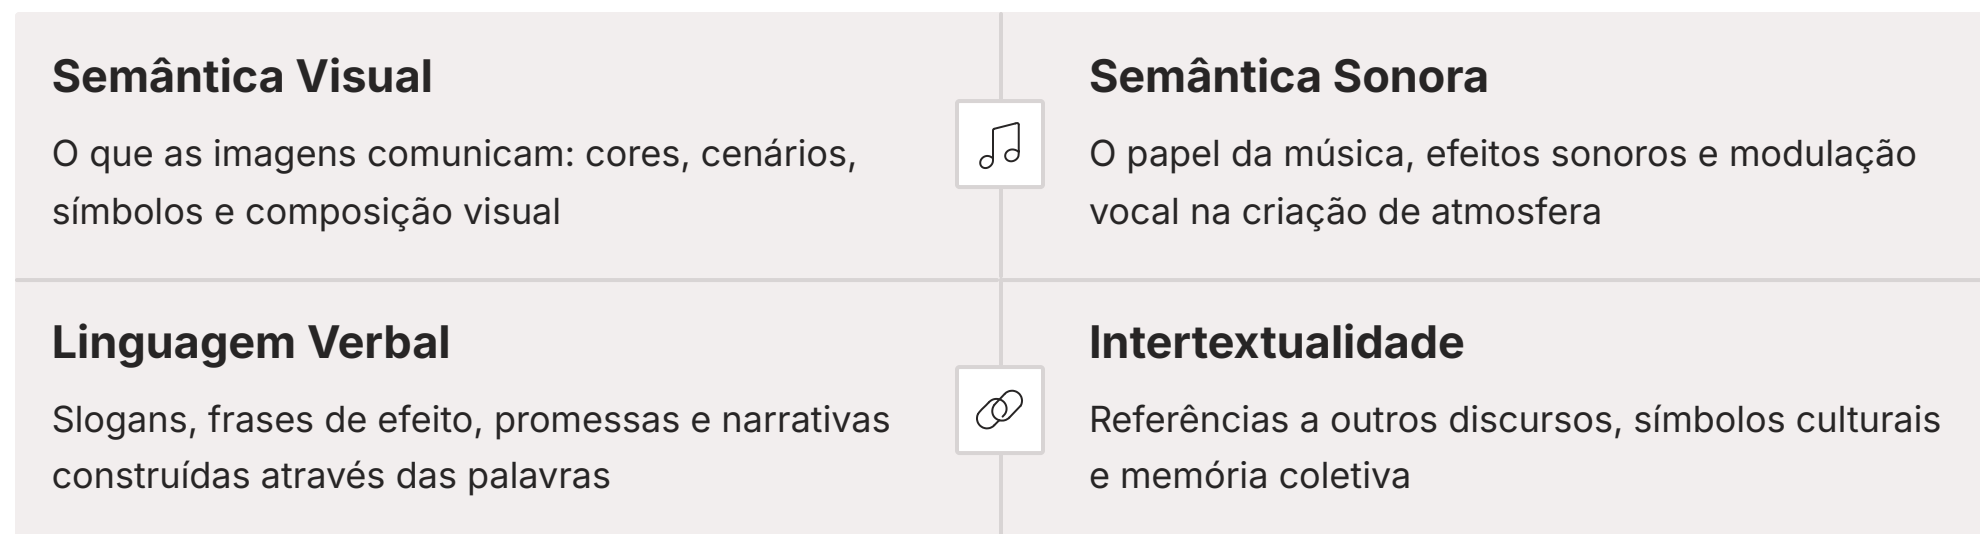 Semântica Visual
O que as imagens comunicam: cores, cenários,
símbolos e composição visual
Semântica Sonora
O papel da música, efeitos sonoros e modulação
vocal na criação de atmosfera
Linguagem Verbal
Slogans, frases de efeito, promessas e narrativas
construídas através das palavras
Intertextualidade
Referências a outros discursos, símbolos culturais
e memória coletiva